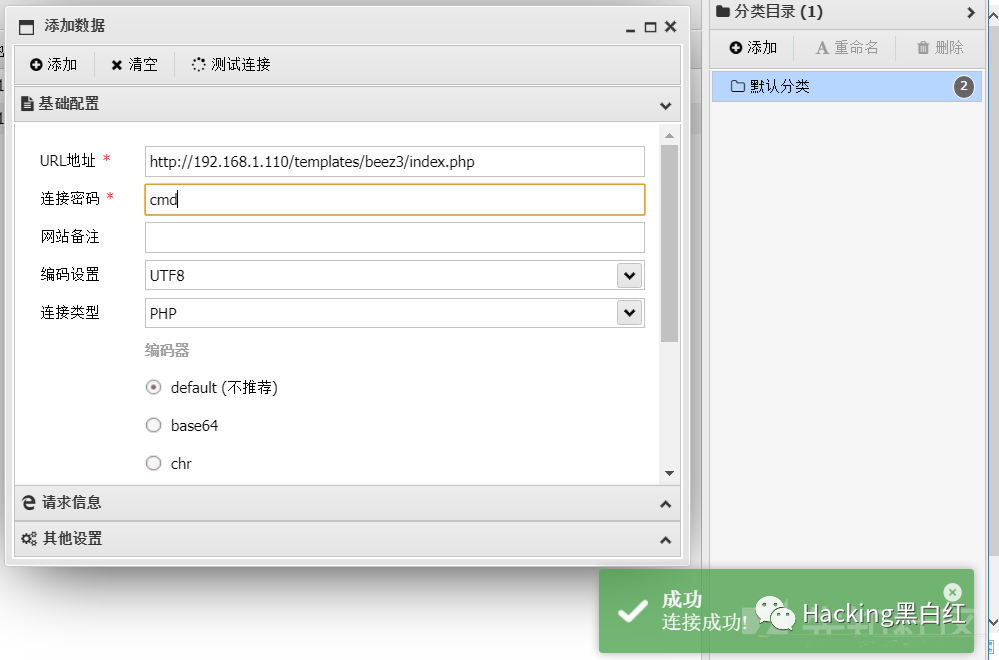 添加数据
添加 清空 测试连接
基础配置
URL地址 * http://192.168.1.110/templates/beez3/index.php
连接密码 * cmd
网站备注
编码设置 UTF8
连接类型 PHP
编码器
default (不推荐)
base64
chr
请求信息
其他设置
分类目录 (1)
添加 重命名 删除
默认分类 2
成功
连接成功!
Hacking黑白红